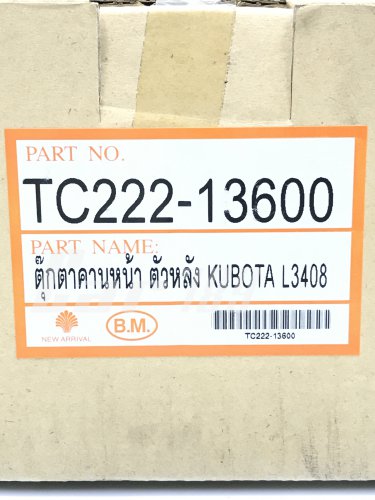 PART NO.
TC222-13600
PART NAME:
ตุ๊กตาคานหน้า ตัวหลัง KUBOTA L3408
NEW ARRIVAL
B.M.
TC222-13600